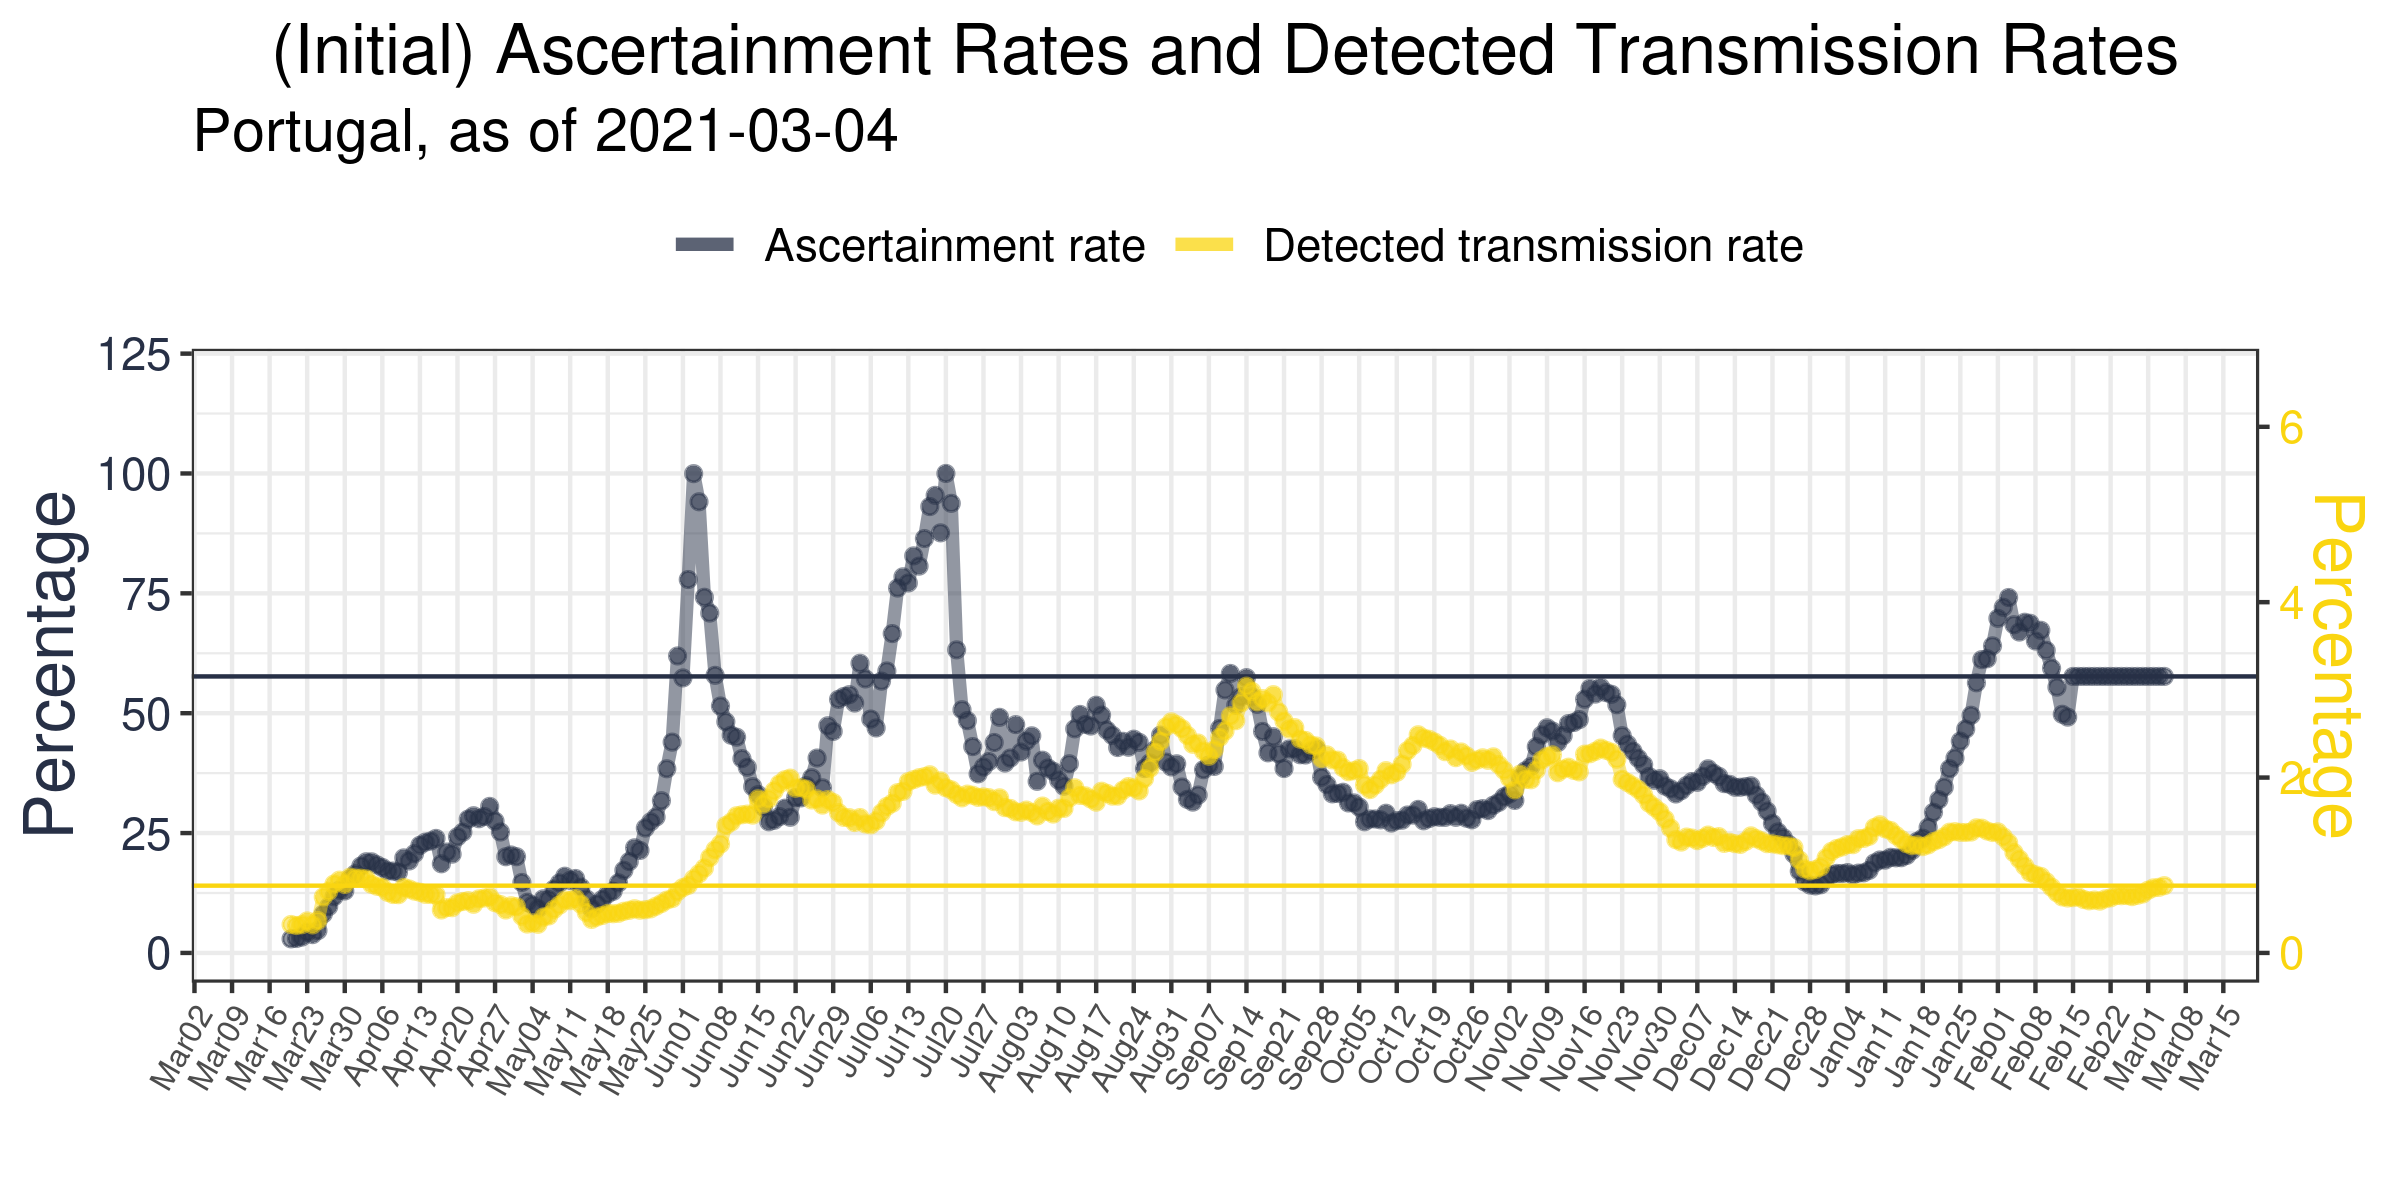 (Initial) Ascertainment Rates and Detected Transmission Rates
Portugal, as of 2021-03-04
Ascertainment rate
Detected transmission rate
Percentage
125
100
75
50
25
0
6
4
2
0
Percentage
Mar02
Mar09
Mar16
Mar23
Mar30
Apr06
Apr13
Apr20
Apr27
May04
May11
May18
May25
Jun01
Jun08
Jun15
Jun22
Jun29
Jul06
Jul13
Jul20
Jul27
Aug03
Aug10
Aug17
Aug24
Aug31
Sep07
Sep14
Sep21
Sep28
Oct05
Oct12
Oct19
Oct26
Nov02
Nov09
Nov16
Nov23
Nov30
Dec07
Dec14
Dec21
Dec28
Jan04
Jan11
Jan18
Jan25
Feb01
Feb08
Feb15
Feb22
Mar01
Mar08
Mar15